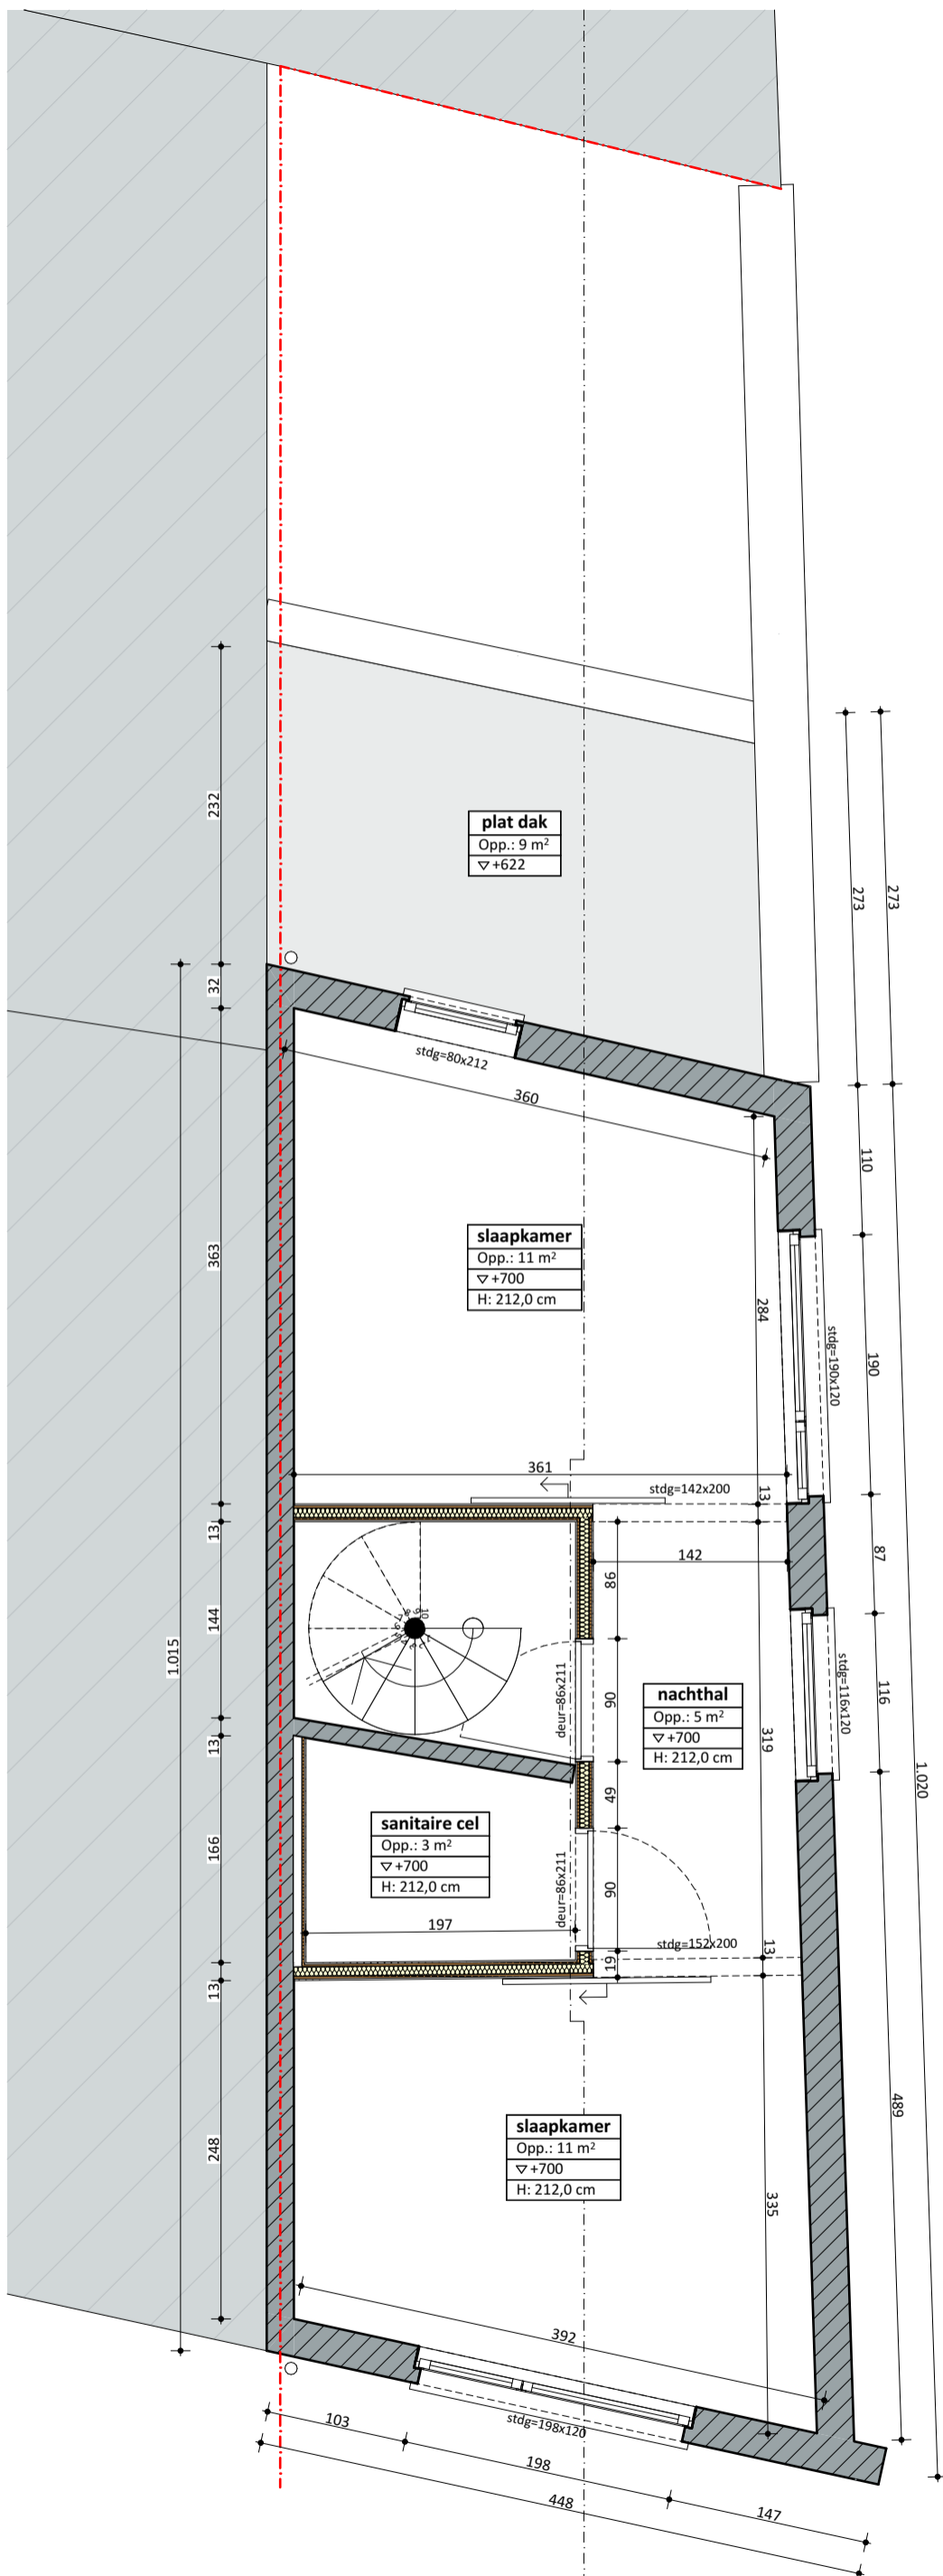 plat dak
Opp.: 9 m²
▽ +622
232
32
273
273
stdg=80x212
360
110
363
slaapkamer
Opp.: 11 m²
▽ +700
H: 212,0 cm
284
190
stdg=190x120
361
stdg=142x200
13
13
142
98
87
144
1.015
deur=86x211
90
nachthal
Opp.: 5 m²
▽ +700
H: 212,0 cm
319
stdg=116x120
116
1.020
13
49
sanitaire cel
Opp.: 3 m²
▽ +700
H: 212,0 cm
166
deur=86x211
90
197
stdg=152x200
13
19
13
489
248
slaapkamer
Opp.: 11 m²
▽ +700
H: 212,0 cm
335
392
stdg=198x120
103
198
448
147